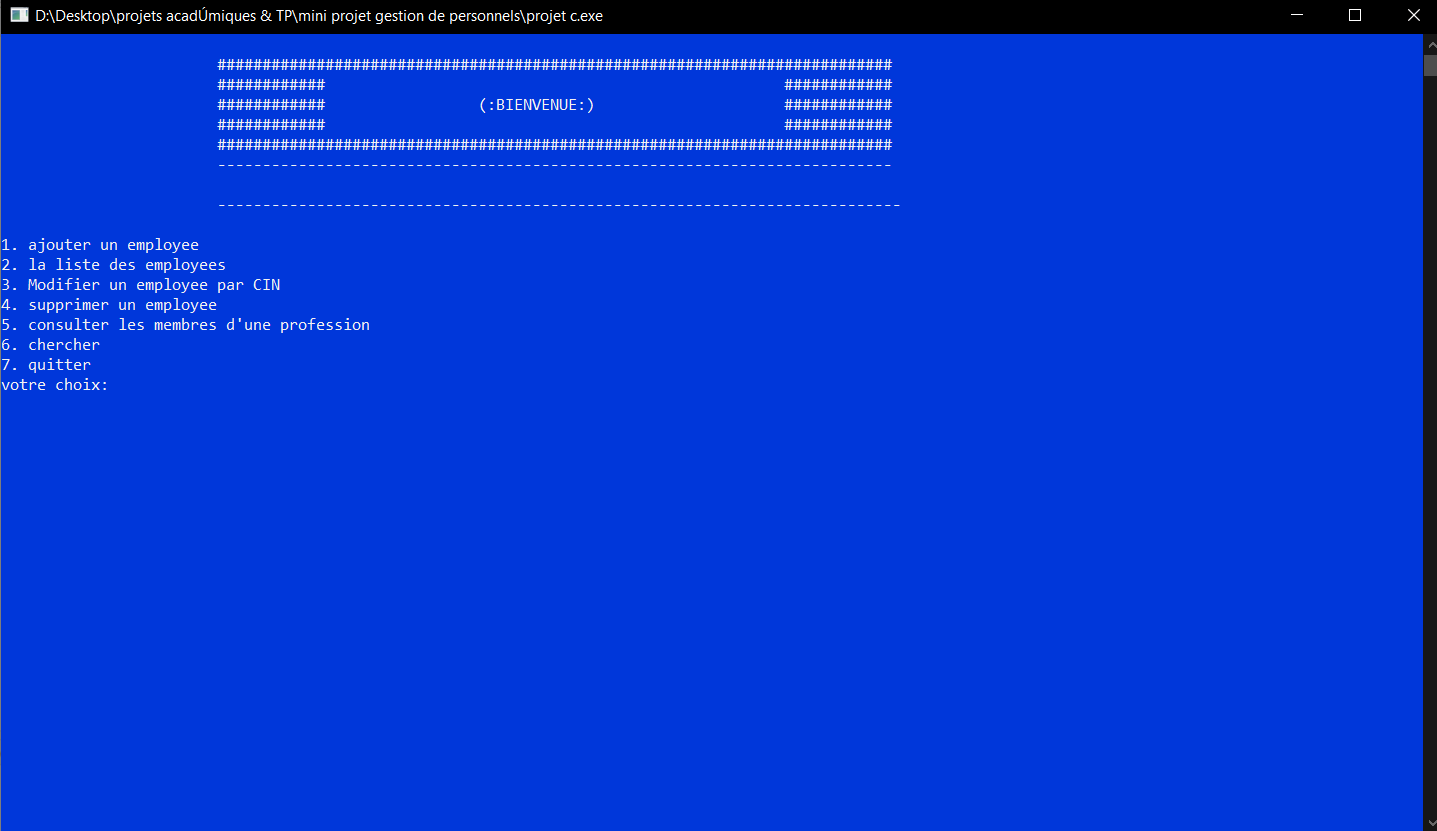 D:\Desktop\projets acadÚmiques & TP\mini projet gestion de personnels\projet c.exe
###########################################################################
############                                                   ############
############                 (:BIENVENUE:)                     ############
############                                                   ############
###########################################################################
---------------------------------------------------------------------------
----------------------------------------------------------------------------
1. ajouter un employee
2. la liste des employees
3. Modifier un employee par CIN
4. supprimer un employee
5. consulter les membres d'une profession
6. chercher
7. quitter
votre choix: